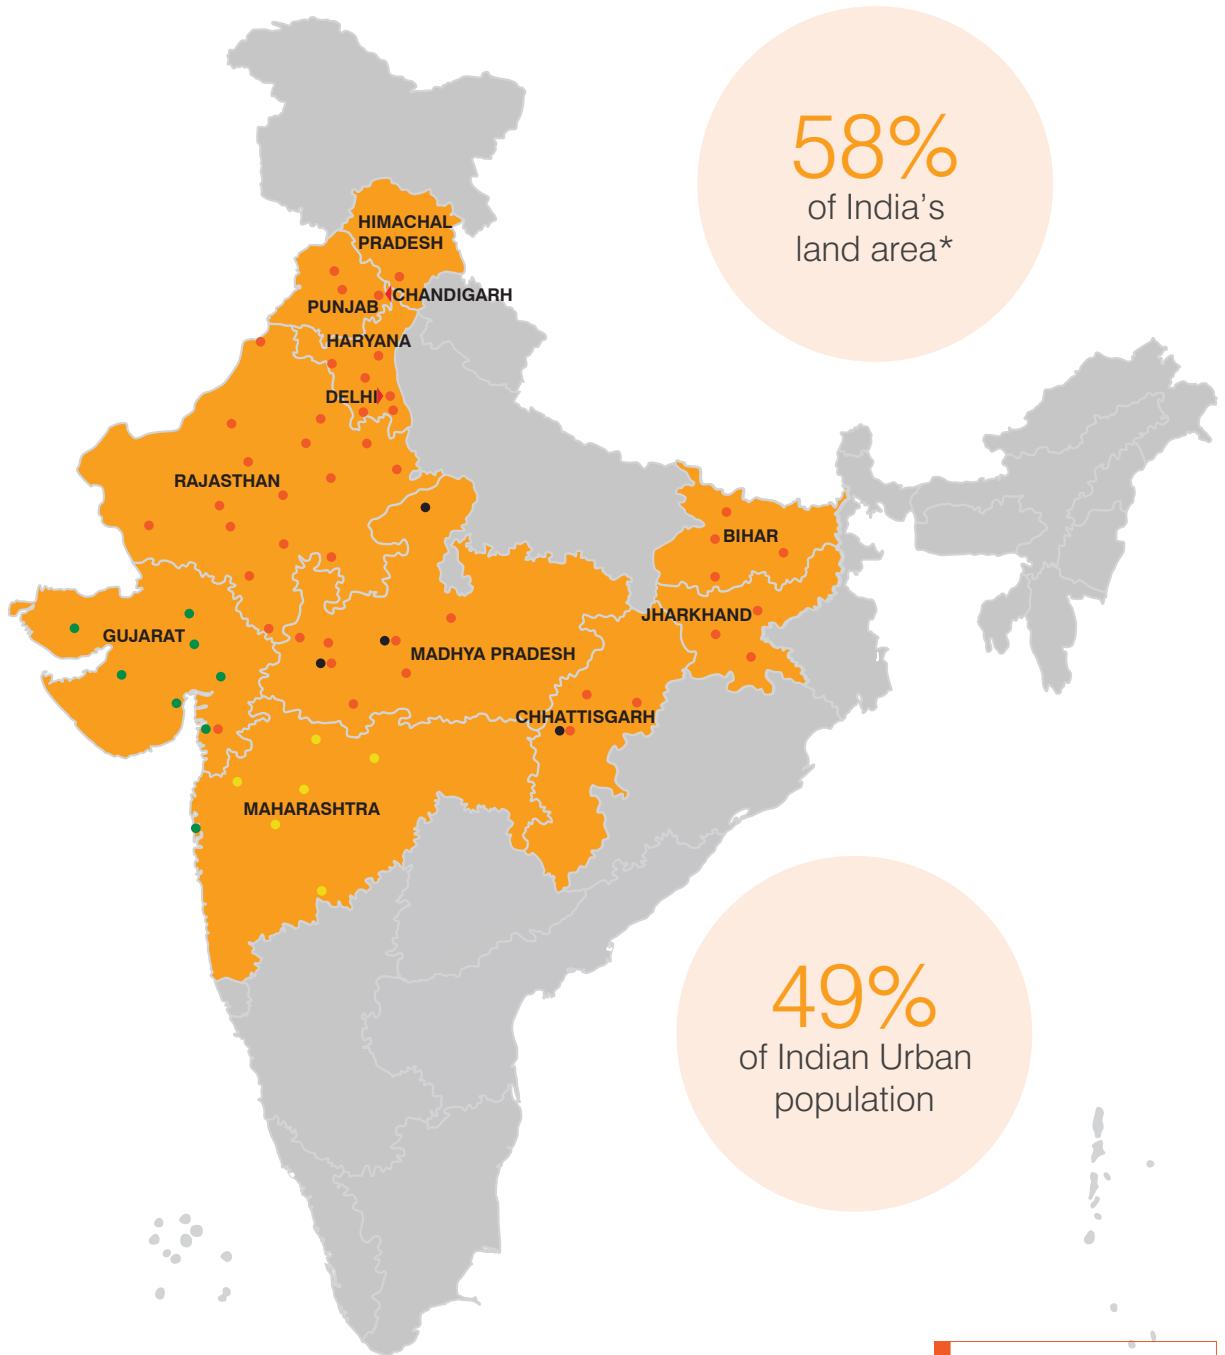 58%
of India's
land area*
HIMACHAL
PRADESH
CHANDIGARH
PUNJAB
HARYANA
DELHI
RAJASTHAN
BIHAR
JHARKHAND
GUJARAT
MADHYA PRADESH
CHHATTISGARH
MAHARASHTRA
49%
of Indian Urban
population